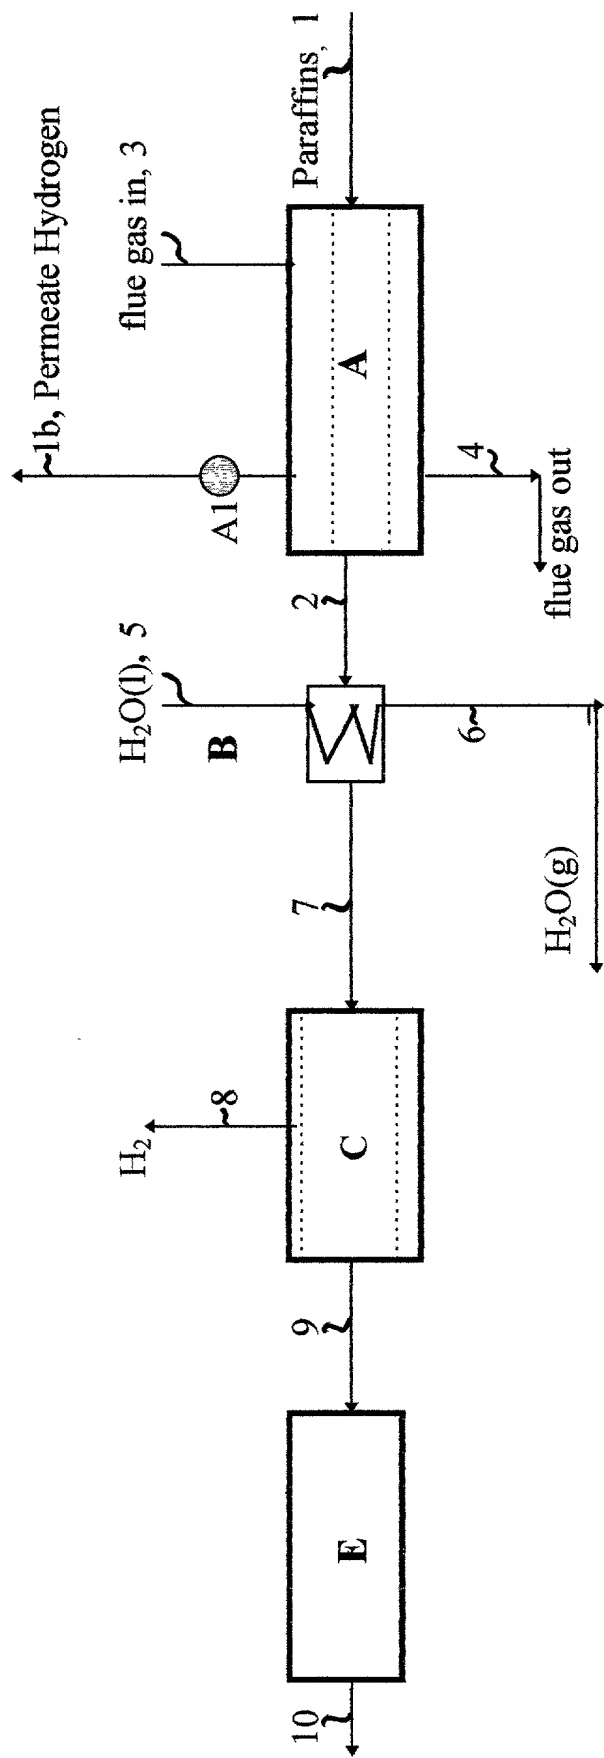 Paraffins, 1
flue gas in, 3
1b, Permeate Hydrogen
A
A1
4
flue gas out
2
H₂O(l), 5
B
6
H₂O(g)
7
H₂
8
C
9
E
10